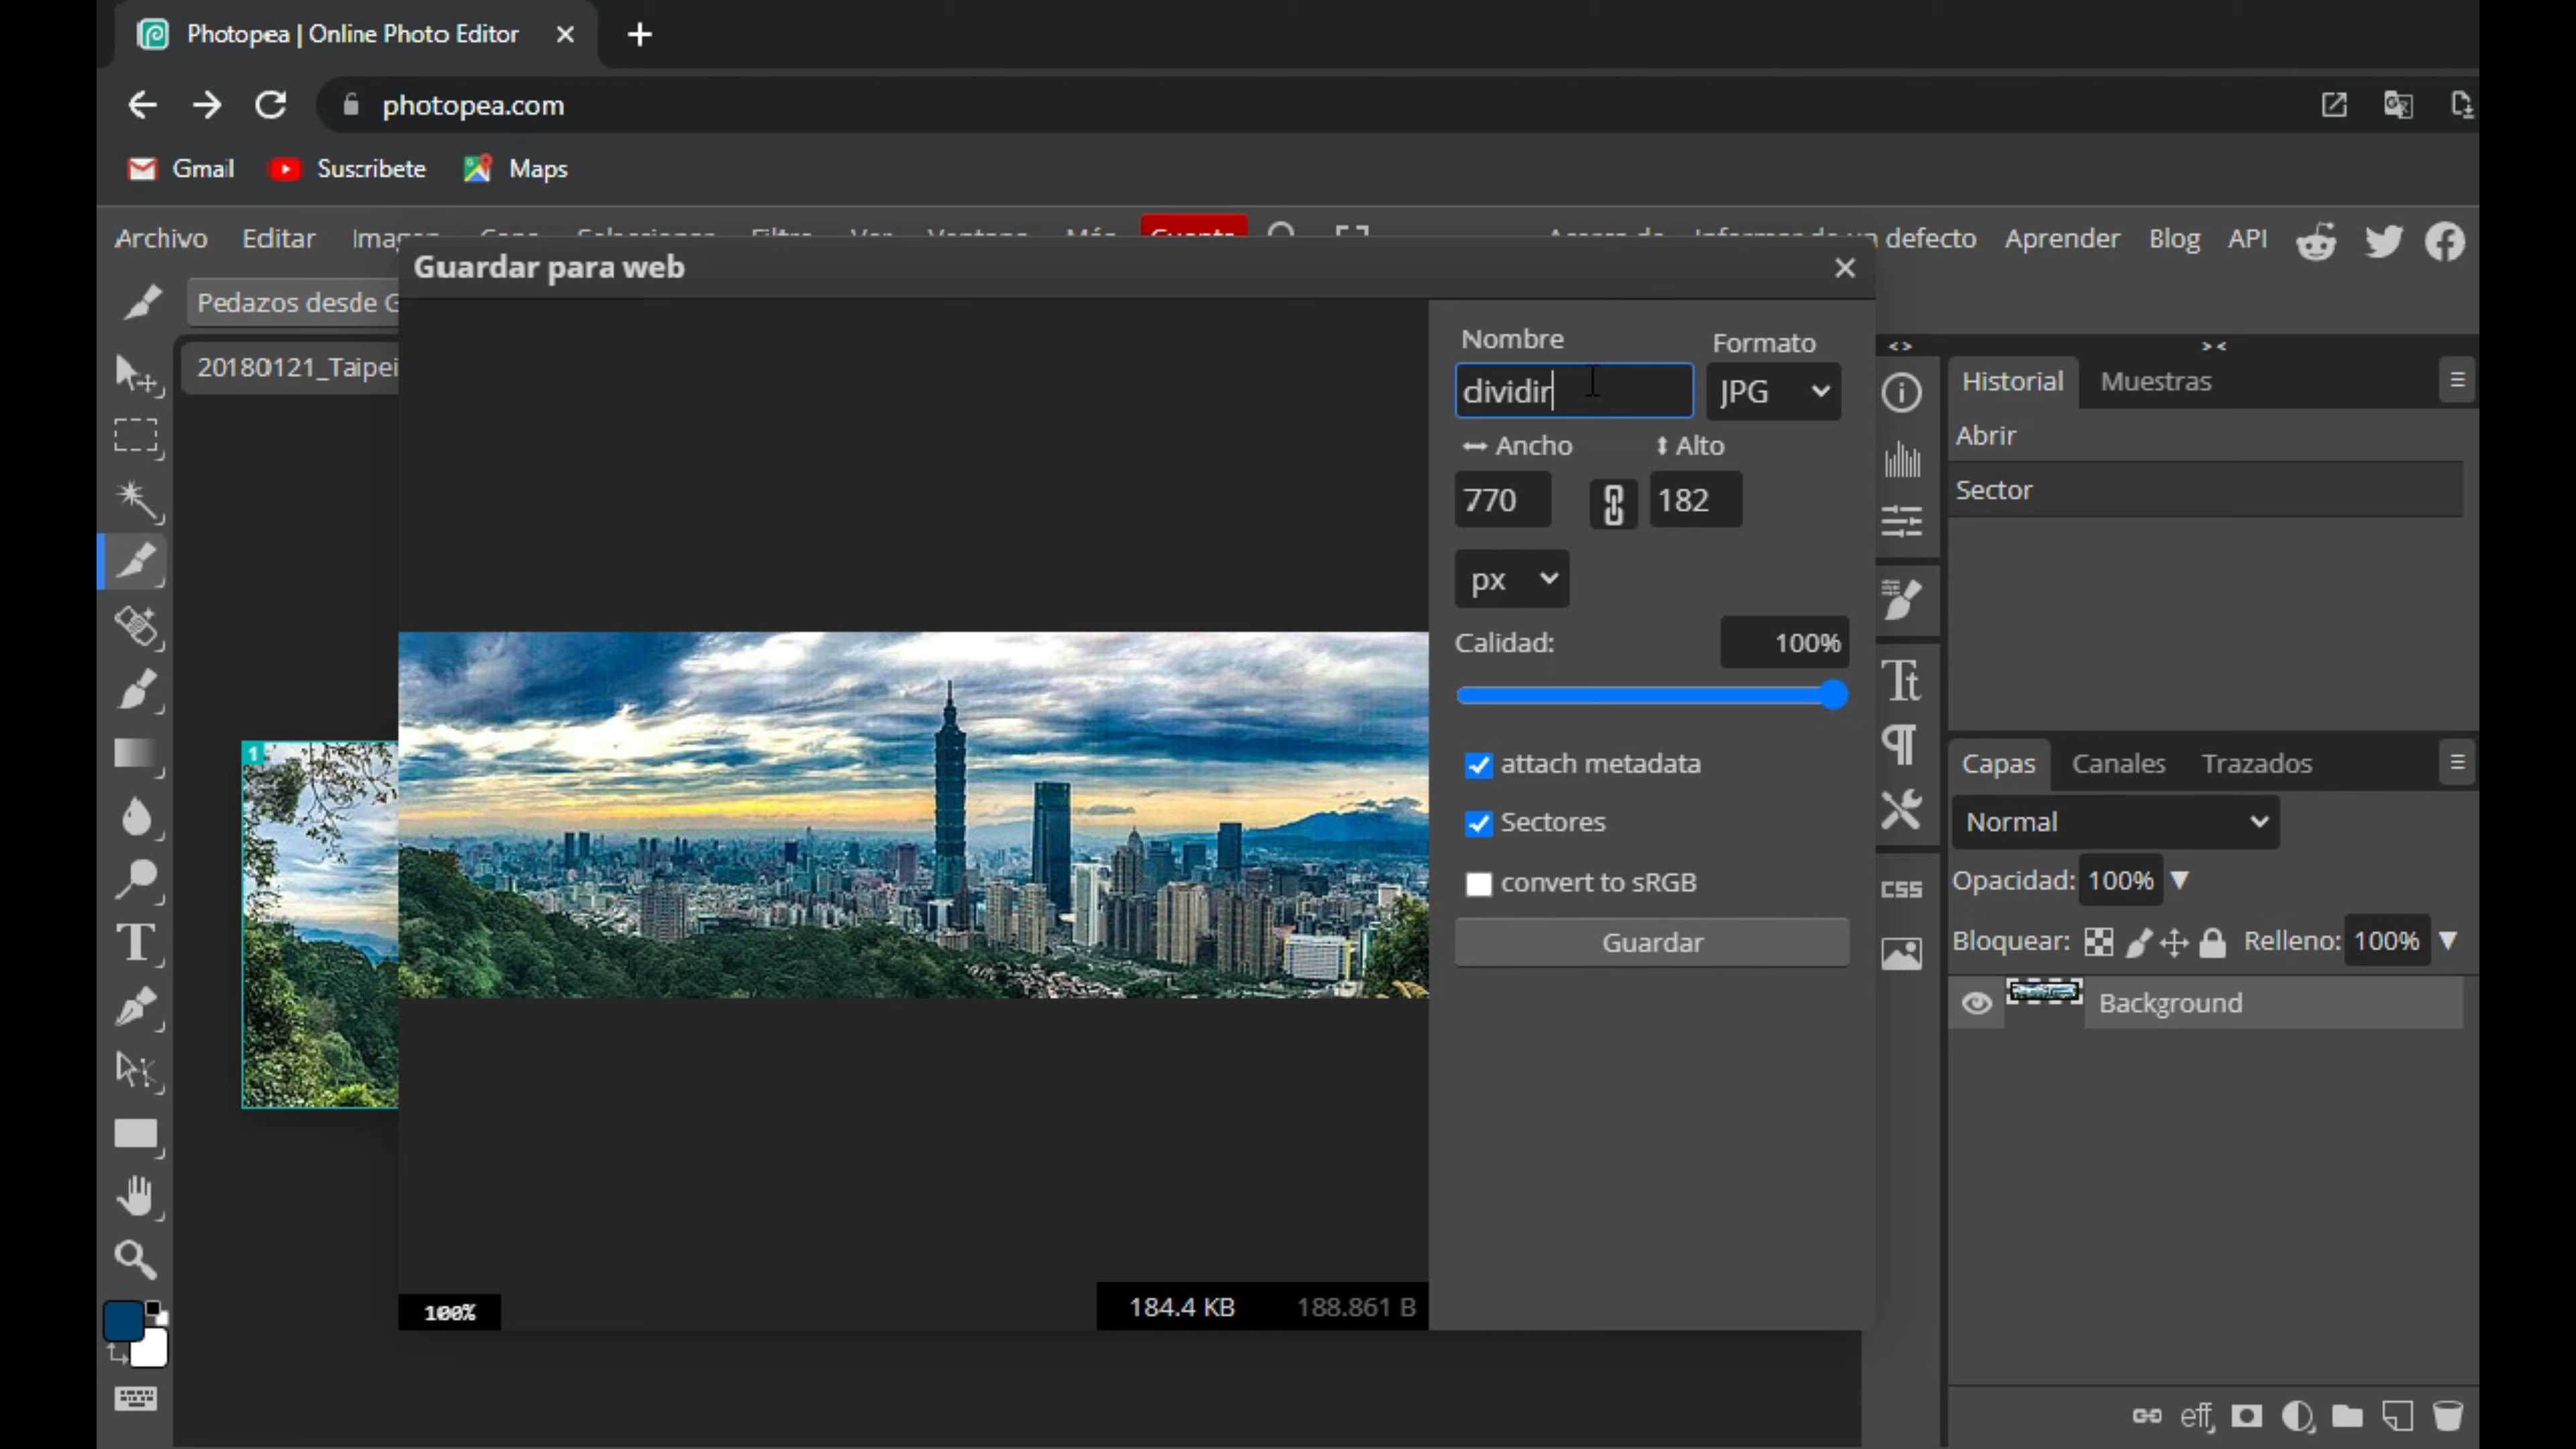 Photopea | Online Photo Editor
photopea.com
Gmail
Suscribete
Maps
Archivo Editar
defecto Aprender Blog API
Guardar para web
Pedazos desde
20180121_Taipei
Nombre Formato
dividir JPG
Ancho Alto
770 182
px
Calidad: 100%
attach metadata
Sectores
convert to sRGB
Guardar
1
100%
184.4 KB 188.861 B
T
Tt
CSS
Historial Muestras
Abrir
Sector
Capas Canales Trazados
Normal
Opacidad: 100%
Bloquear: Relleno: 100%
Background
eff